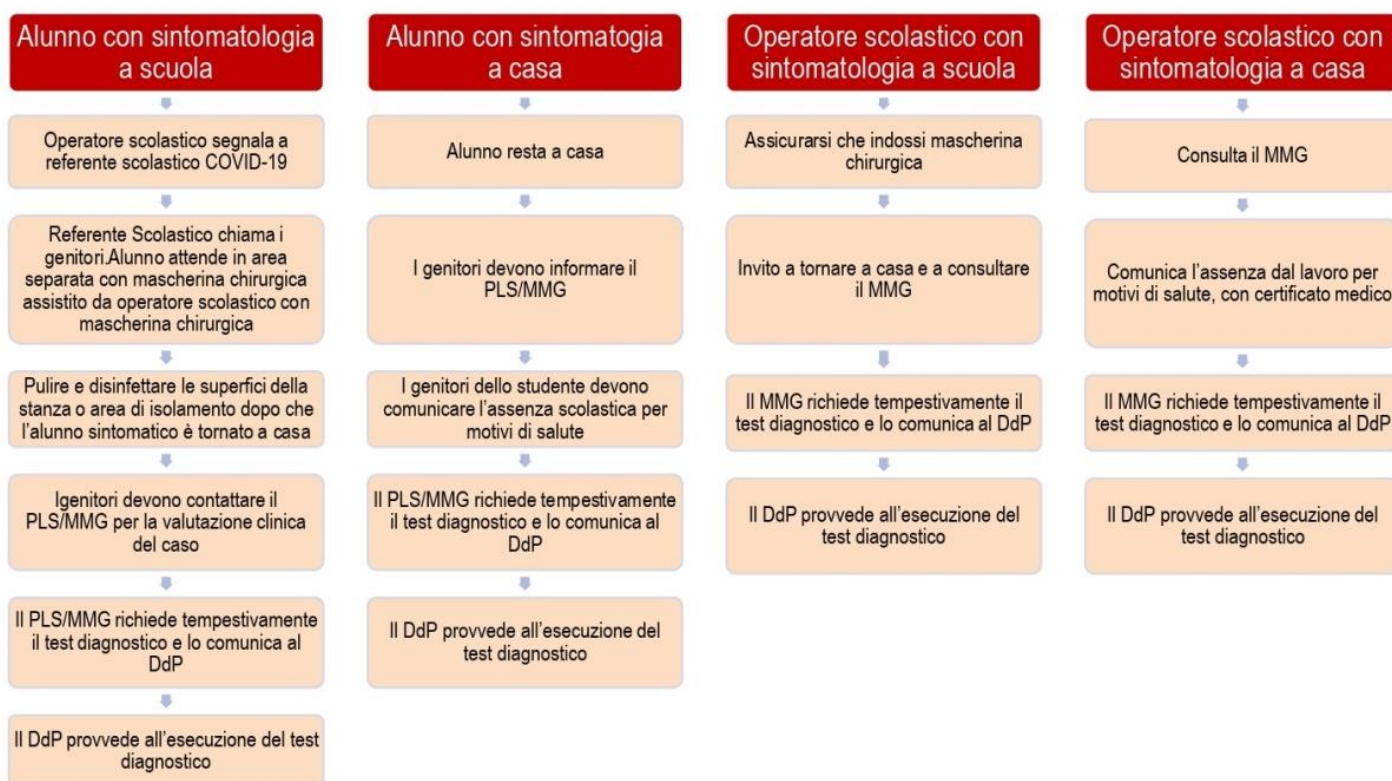 Alunno con sintomatologia
a scuola
Operatore scolastico segnala a
referente scolastico COVID-19
Referente Scolastico chiama i
genitori.Alunno attende in area
separata con mascherina chirurgica
assistito da operatore scolastico con
mascherina chirurgica
Pulire e disinfettare le superfici della
stanza o area di isolamento dopo che
l'alunno sintomatico è tornato a casa
Igenitori devono contattare il
PLS/MMG per la valutazione clinica
del caso
Il PLS/MMG richiede tempestivamente
il test diagnostico e lo comunica al
DdP
Il DdP provvede all'esecuzione del test
diagnostico
Alunno con sintomatogia
a casa
Alunno resta a casa
I genitori devono informare il
PLS/MMG
I genitori dello studente devono
comunicare l'assenza scolastica per
motivi di salute
Il PLS/MMG richiede tempestivamente
il test diagnostico e lo comunica al
DdP
Il DdP provvede all'esecuzione del
test diagnostico
Operatore scolastico con
sintomatologia a scuola
Assicurarsi che indossi mascherina
chirurgica
Invito a tornare a casa e a consultare
il MMG
Il MMG richiede tempestivamente il
test diagnostico e lo comunica al DdP
Il DdP provvede all'esecuzione del
test diagnostico
Operatore scolastico con
sintomatologia a casa
Consulta il MMG
Comunica l'assenza dal lavoro per
motivi di salute, con certificato medico
Il MMG richiede tempestivamente il
test diagnostico e lo comunica al DdP
Il DdP provvede all'esecuzione del
test diagnostico